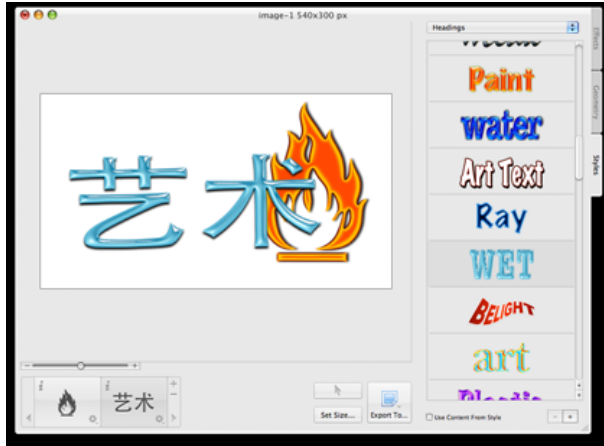 image-1 540x300 px
Headings
Effects
Geometry
Styles
Paint
water
Art Text
Ray
WET
BELIGHT
art
Plastic
艺术
艺术
Set Size...
Export To...
Use Content From Style